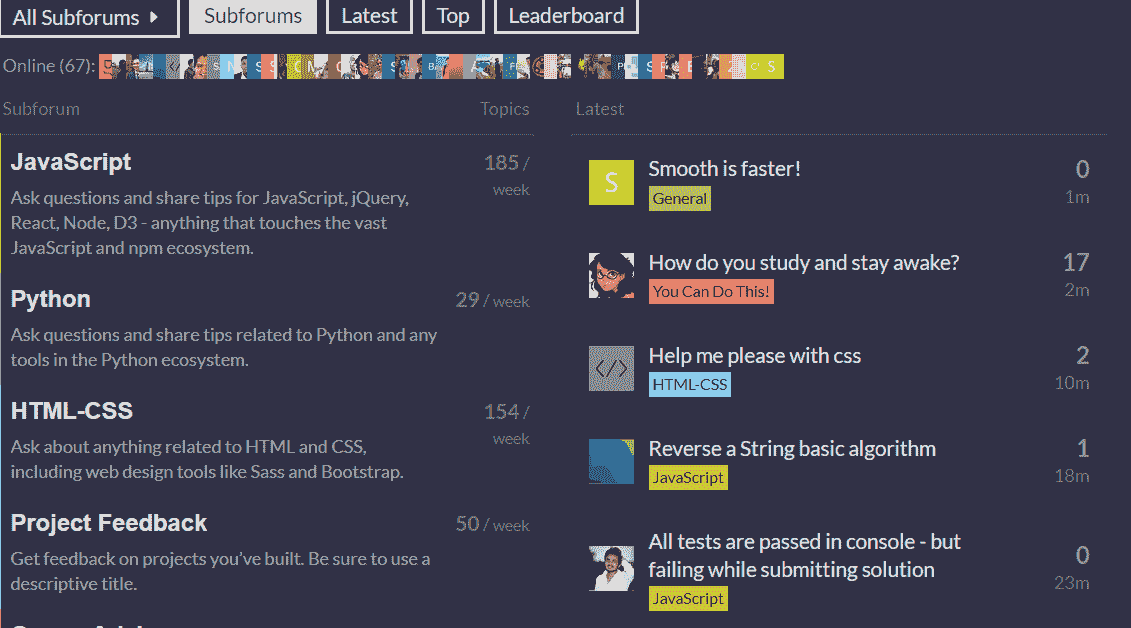 All Subforums
Subforums
Latest
Top
Leaderboard
Online (67):
Subforum
Topics
JavaScript
185 /
week
Ask questions and share tips for JavaScript, jQuery,
React, Node, D3 - anything that touches the vast
JavaScript and npm ecosystem.
Python
29 / week
Ask questions and share tips related to Python and any
tools in the Python ecosystem.
HTML-CSS
154 /
week
Ask about anything related to HTML and CSS,
including web design tools like Sass and Bootstrap.
Project Feedback
50 / week
Get feedback on projects you've built. Be sure to use a
descriptive title.
Latest
S
Smooth is faster!
0
General
1m
How do you study and stay awake?
17
You Can Do This!
2m
</>
Help me please with css
2
HTML-CSS
10m
Reverse a String basic algorithm
1
JavaScript
18m
All tests are passed in console - but
failing while submitting solution
0
JavaScript
23m